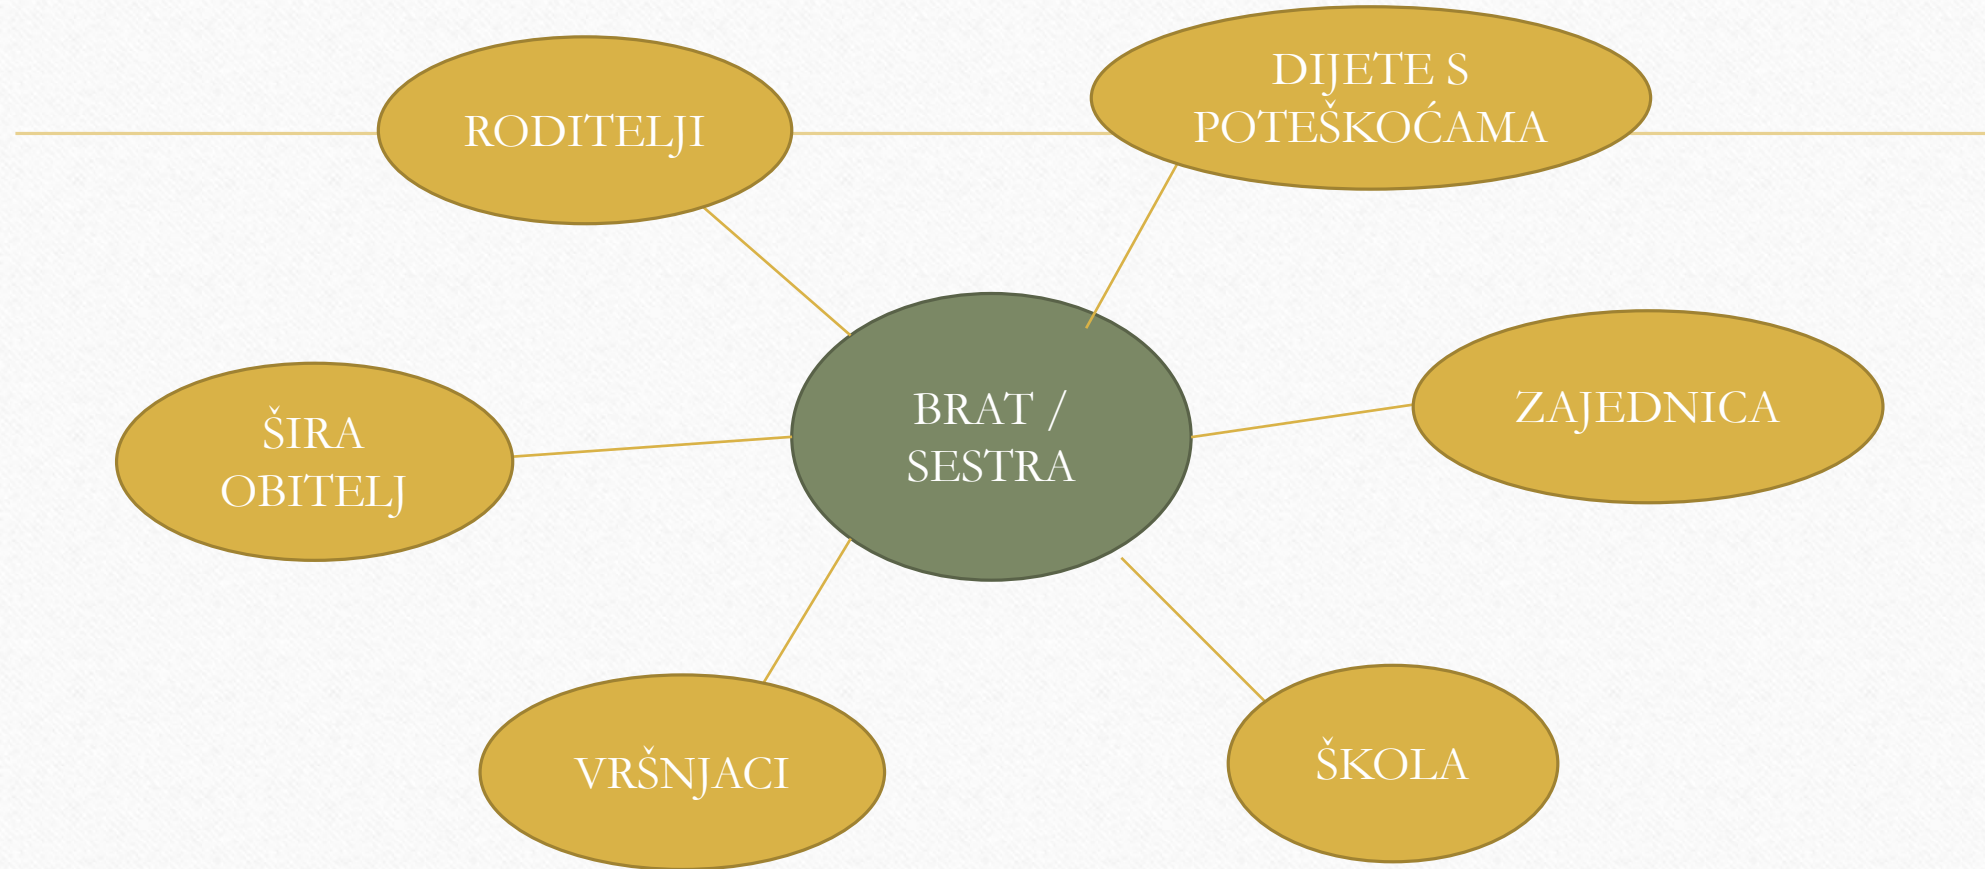 RODITELJI
DIJETE S
POTEŠKOĆAMA
BRAT /
SESTRA
ZAJEDNICA
ŠIRA
OBITELJ
VRŠNJACI
ŠKOLA